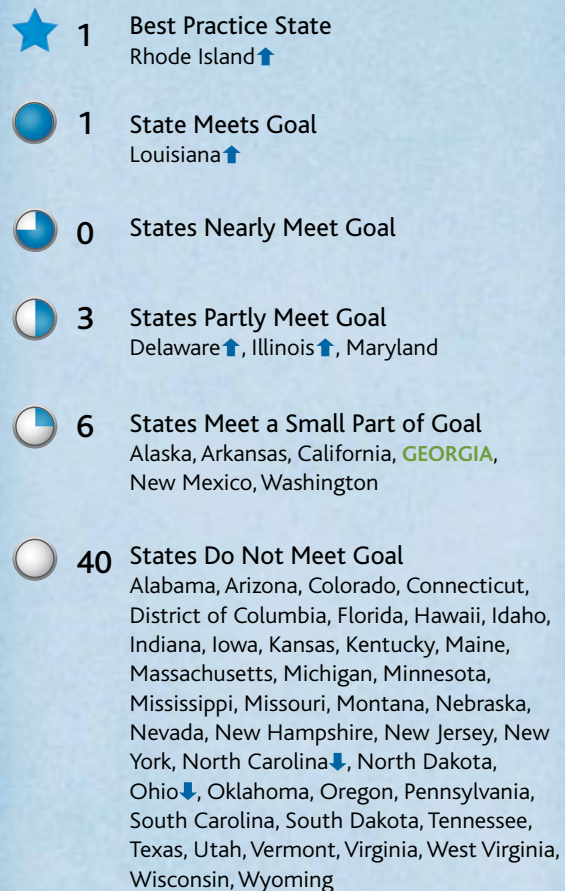 1 Best Practice State
Rhode Island⬆
1 State Meets Goal
Louisiana⬆
0 States Nearly Meet Goal
3 States Partly Meet Goal
Delaware⬆, Illinois⬆, Maryland
6 States Meet a Small Part of Goal
Alaska, Arkansas, California, GEORGIA,
New Mexico, Washington
40 States Do Not Meet Goal
Alabama, Arizona, Colorado, Connecticut,
District of Columbia, Florida, Hawaii, Idaho,
Indiana, Iowa, Kansas, Kentucky, Maine,
Massachusetts, Michigan, Minnesota,
Mississippi, Missouri, Montana, Nebraska,
Nevada, New Hampshire, New Jersey, New
York, North Carolina⬇, North Dakota,
Ohio⬇, Oklahoma, Oregon, Pennsylvania,
South Carolina, South Dakota, Tennessee,
Texas, Utah, Vermont, Virginia, West Virginia,
Wisconsin, Wyoming